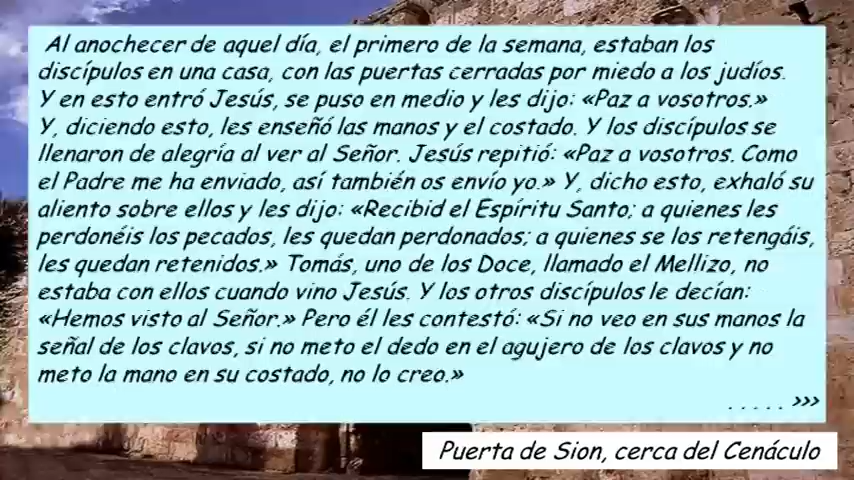 Al anochecer de aquel día, el primero de la semana, estaban los
discípulos en una casa, con las puertas cerradas por miedo a los judíos.
Y en esto entró Jesús, se puso en medio y les dijo: «Paz a vosotros.»
Y, diciendo esto, les enseñó las manos y el costado. Y los discípulos se
llenaron de alegría al ver al Señor. Jesús repitió: «Paz a vosotros. Como
el Padre me ha enviado, así también os envío yo.» Y, dicho esto, exhaló su
aliento sobre ellos y les dijo: «Recibid el Espíritu Santo; a quienes les
perdonéis los pecados, les quedan perdonados; a quienes se los retengáis,
les quedan retenidos.» Tomás, uno de los Doce, llamado el Mellizo, no
estaba con ellos cuando vino Jesús. Y los otros discípulos le decían:
«Hemos visto al Señor.» Pero él les contestó: «Si no veo en sus manos la
señal de los clavos, si no meto el dedo en el agujero de los clavos y no
meto la mano en su costado, no lo creo.»
. . . . . »›
Puerta de Sion, cerca del Cenáculo